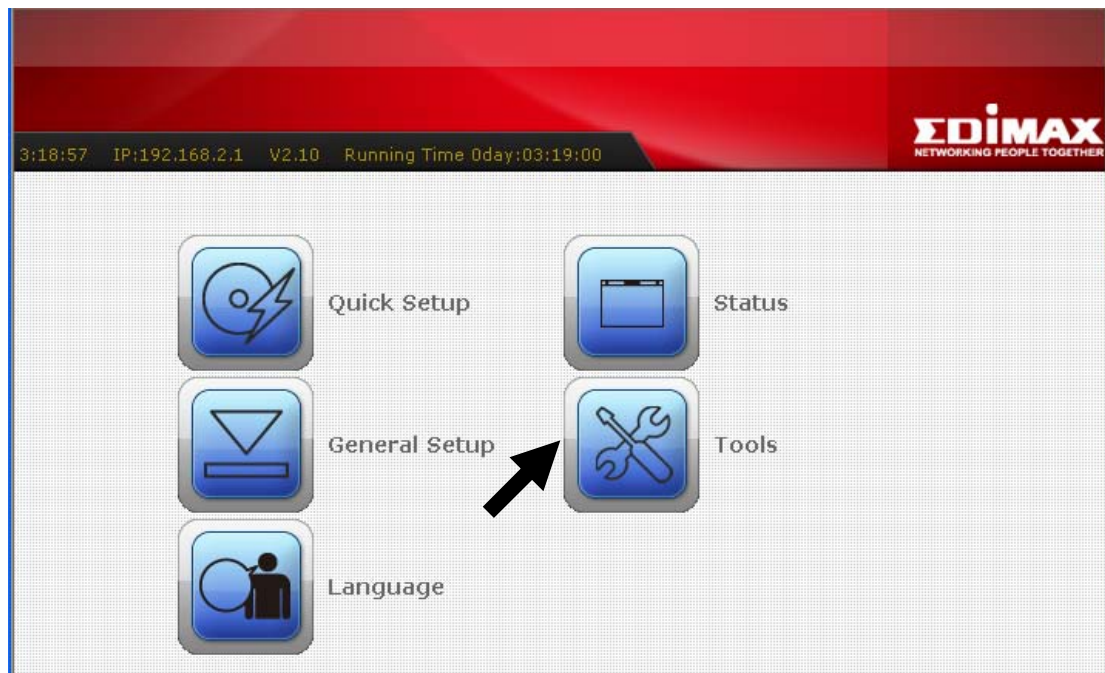 EDIMAX
NETWORKING PEOPLE TOGETHER
3:18:57 IP:192.168.2.1 V2.10 Running Time 0day:03:19:00
Quick Setup
Status
General Setup
Tools
Language